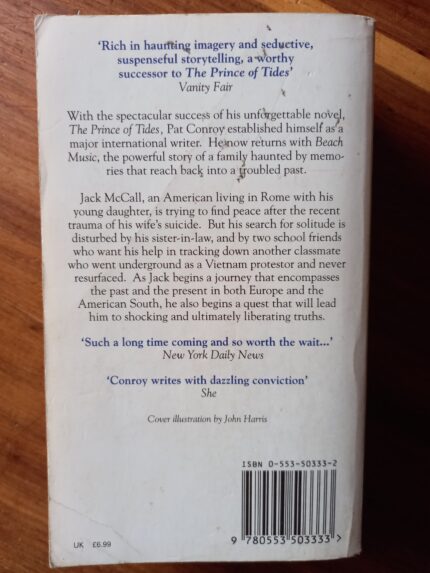 ‘Rich in haunting imagery and seductive,
suspenseful storytelling, a worthy
successor to The Prince of Tides’
Vanity Fair
With the spectacular success of his unforgettable novel,
The Prince of Tides, Pat Conroy established himself as a
major international writer. He now returns with Beach
Music, the powerful story of a family haunted by memo-
ries that reach back into a troubled past.
Jack McCall, an American living in Rome with his
young daughter, is trying to find peace after the recent
trauma of his wife's suicide. But his search for solitude is
disturbed by his sister-in-law, and by two school friends
who want his help in tracking down another classmate
who went underground as a Vietnam protestor and never
resurfaced. As Jack begins a journey that encompasses
the past and the present in both Europe and the
American South, he also begins a quest that will lead
him to shocking and ultimately liberating truths.
‘Such a long time coming and so worth the wait...’
New York Daily News
‘Conroy writes with dazzling conviction’
She
Cover illustration by John Harris
ISBN 0-553-50333-2
9 780553 503333 >
UK £6.99